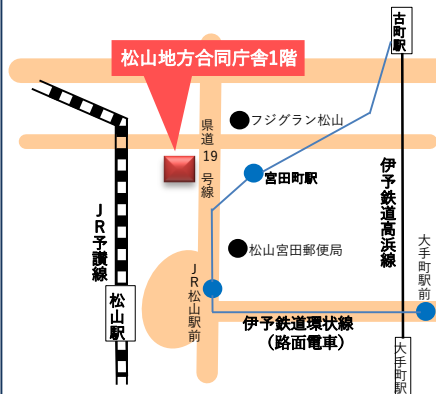 古町駅
松山地方合同庁舎1階
フジグラン松山
県道19号線
宮田町駅
伊予鉄道高浜線
JR予讃線
松山宮田郵便局
大手町駅前
JR松山駅前
松山駅
伊予鉄道環状線
（路面電車）
大手町駅